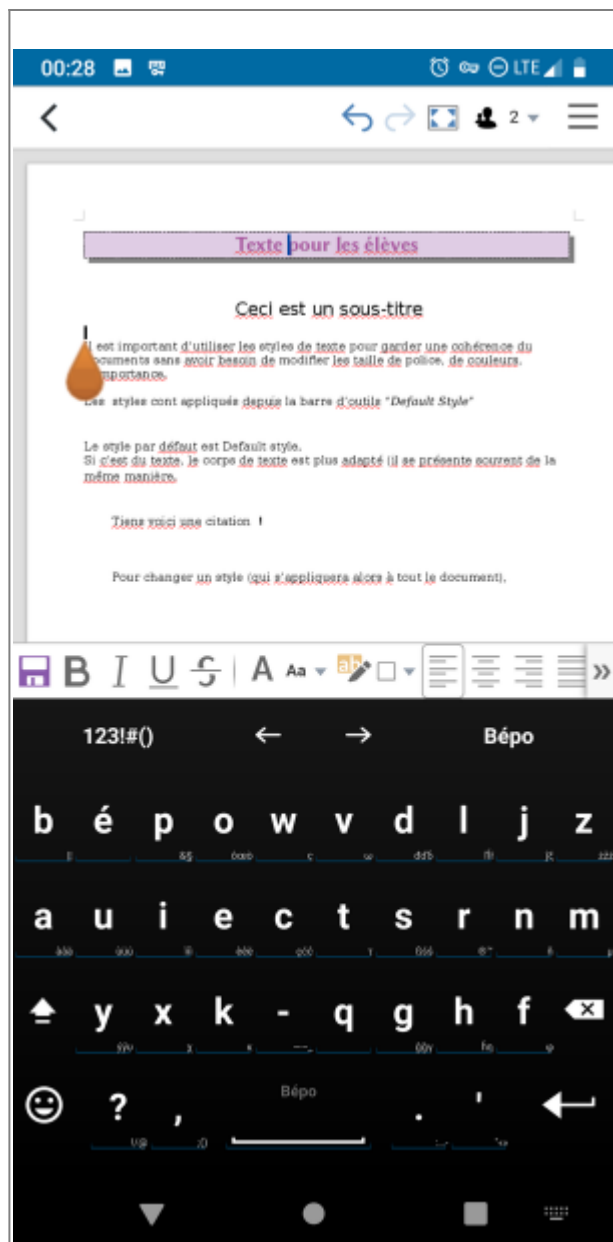 00:28 LTE
2
Texte pour les élèves
Ceci est un sous-titre
Il est important d'utiliser les styles de texte pour garder une cohérence du
documents sans avoir besoin de modifier les taille de police, de couleurs,
importance.
Les styles cont appliqués depuis la barre d'outils "Default Style"
Le style par défaut est Default style.
Si c'est du texte, le corps de texte est plus adapté (il se présente souvent de la
même manière.
Tiens voici une citation !
Pour changer un style (qui s'appliquera alors à tout le document),
B I U S A Aa ab »
123!#() ← → Bépo
b é p o w v d l j z
a u i e c t s r n m
y x k - q g h f
? , Bépo . '